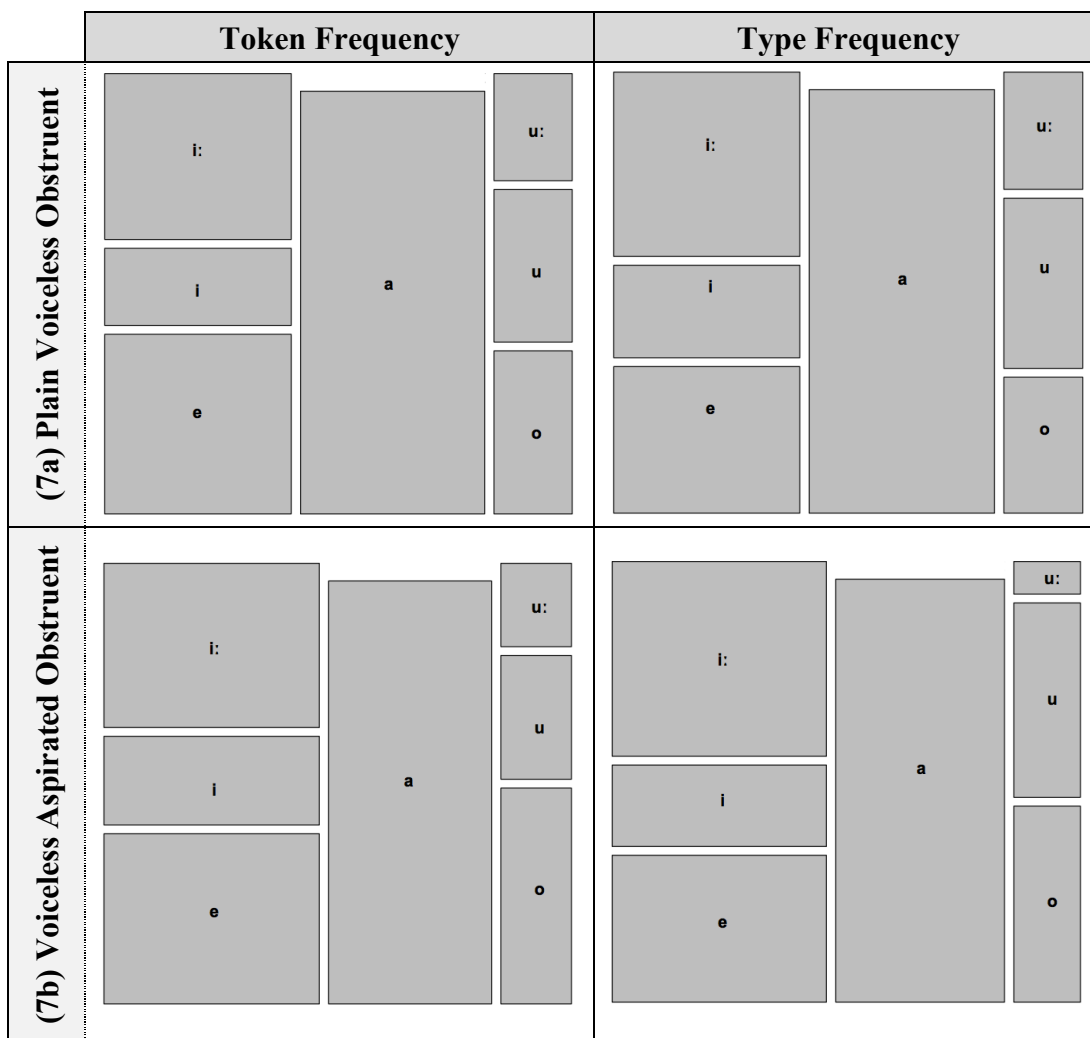 Token Frequency
Type Frequency
(7a) Plain Voiceless Obstruent
i:
i
e
a
u:
u
o
i:
i
e
a
u:
u
o
(7b) Voiceless Aspirated Obstruent
i:
i
e
a
u:
u
o
i:
i
e
a
u:
u
o